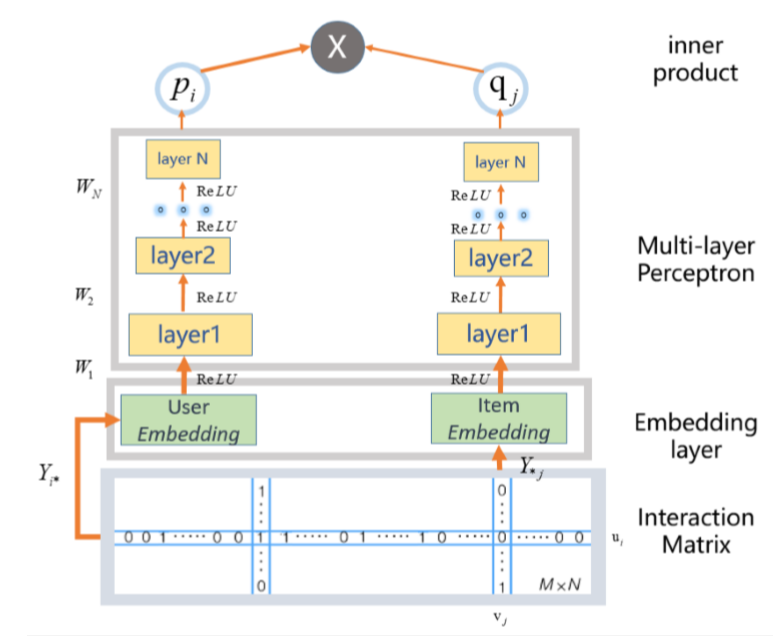 X
inner
product
p_i
q_j
layer N
layer N
W_N
ReLU
ReLU
ReLU
ReLU
layer2
layer2
Multi-layer
Perceptron
W_2
ReLU
ReLU
layer1
layer1
W_1
ReLU
ReLU
User
Embedding
Item
Embedding
Embedding
layer
Y_i*
Y_*j
Interaction
Matrix
1
0
0 0 1 ····· 0 0 1 1 ····· 0 1 ····· 1 0 ····· 0 ····· 0 0
u_i
0
1
M×N
v_j